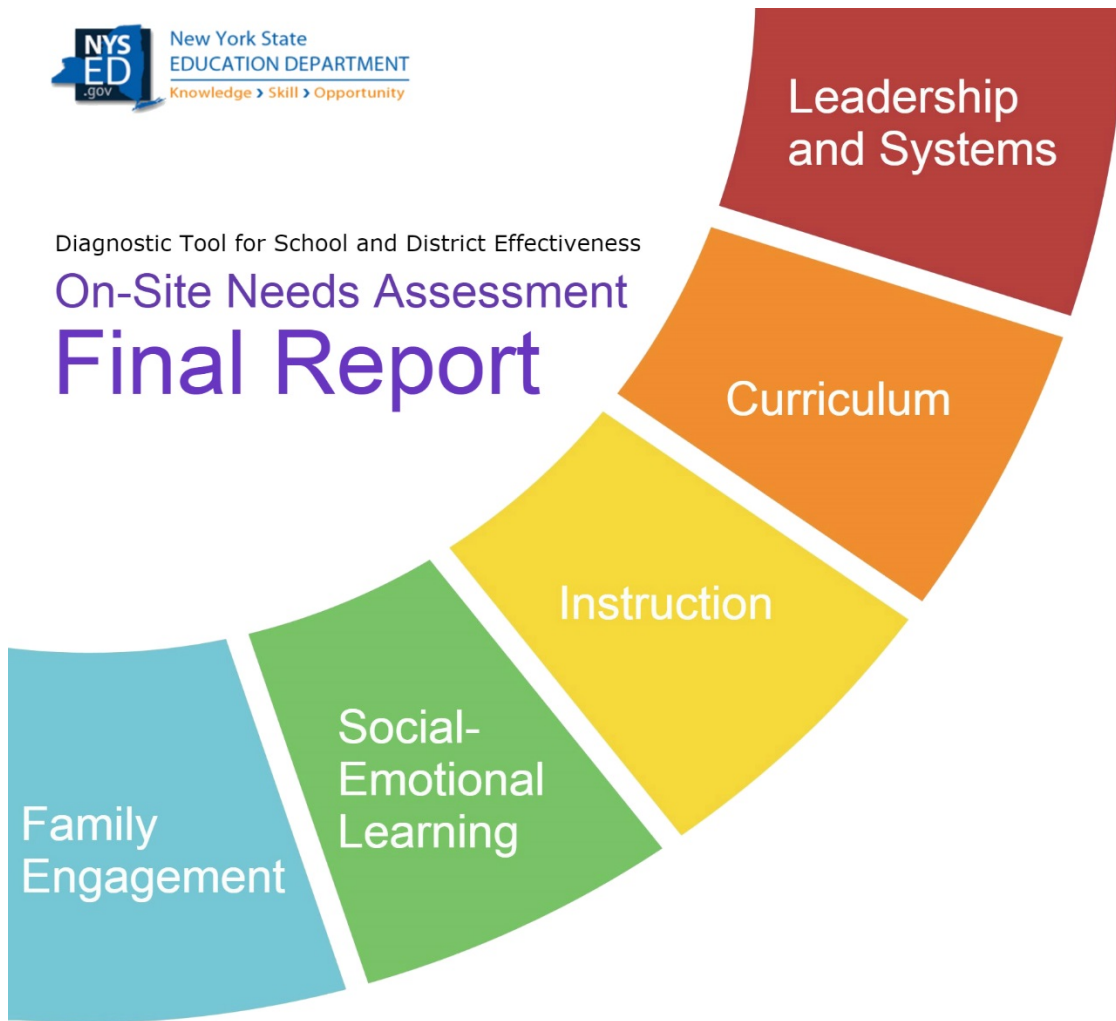 NYS
ED
.gov
New York State
EDUCATION DEPARTMENT
Knowledge › Skill › Opportunity
Diagnostic Tool for School and District Effectiveness
On-Site Needs Assessment
Final Report
Leadership
and Systems
Curriculum
Instruction
Social-
Emotional
Learning
Family
Engagement